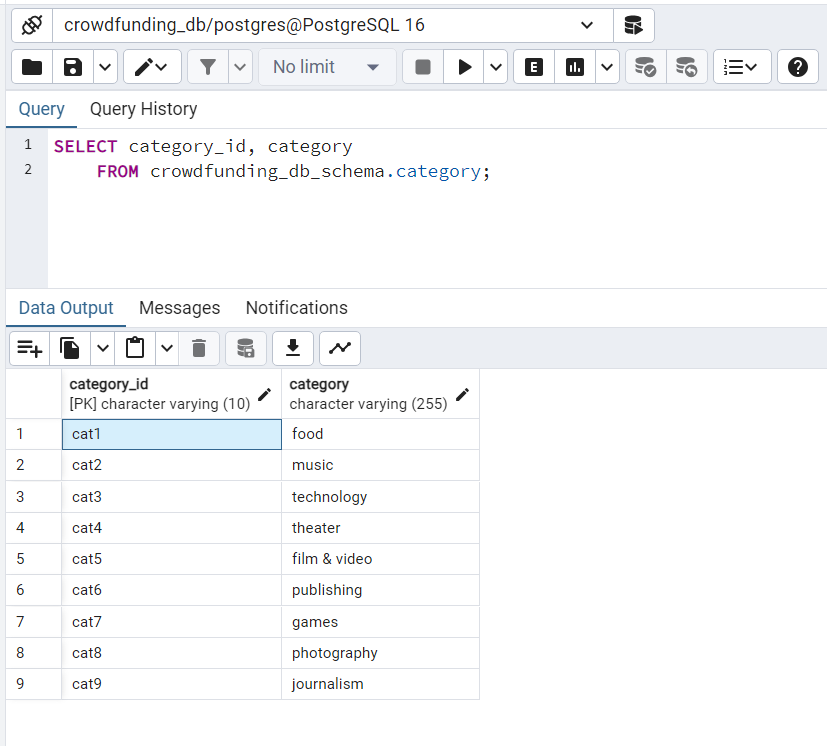 crowdfunding_db/postgres@PostgreSQL 16
No limit
E
Query Query History
1 SELECT category_id, category
2 FROM crowdfunding_db_schema.category;
Data Output Messages Notifications
category_id category
[PK] character varying (10) character varying (255)
1 cat1 food
2 cat2 music
3 cat3 technology
4 cat4 theater
5 cat5 film & video
6 cat6 publishing
7 cat7 games
8 cat8 photography
9 cat9 journalism